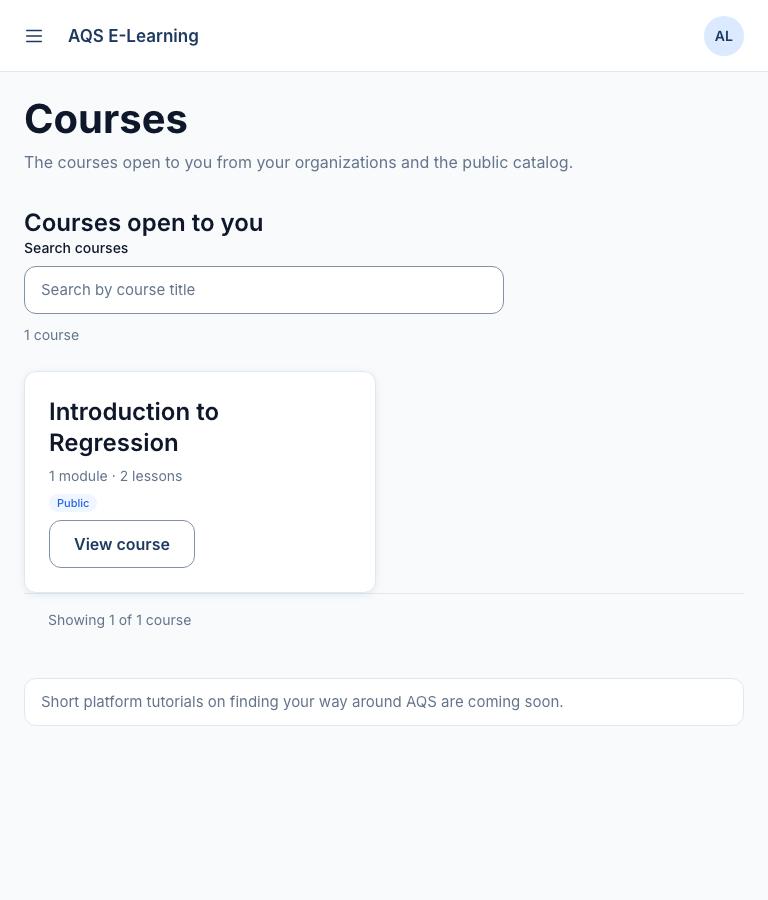 AQS E-Learning
AL
Courses
The courses open to you from your organizations and the public catalog.
Courses open to you
Search courses
Search by course title
1 course
Introduction to
Regression
1 module · 2 lessons
Public
View course
Showing 1 of 1 course
Short platform tutorials on finding your way around AQS are coming soon.